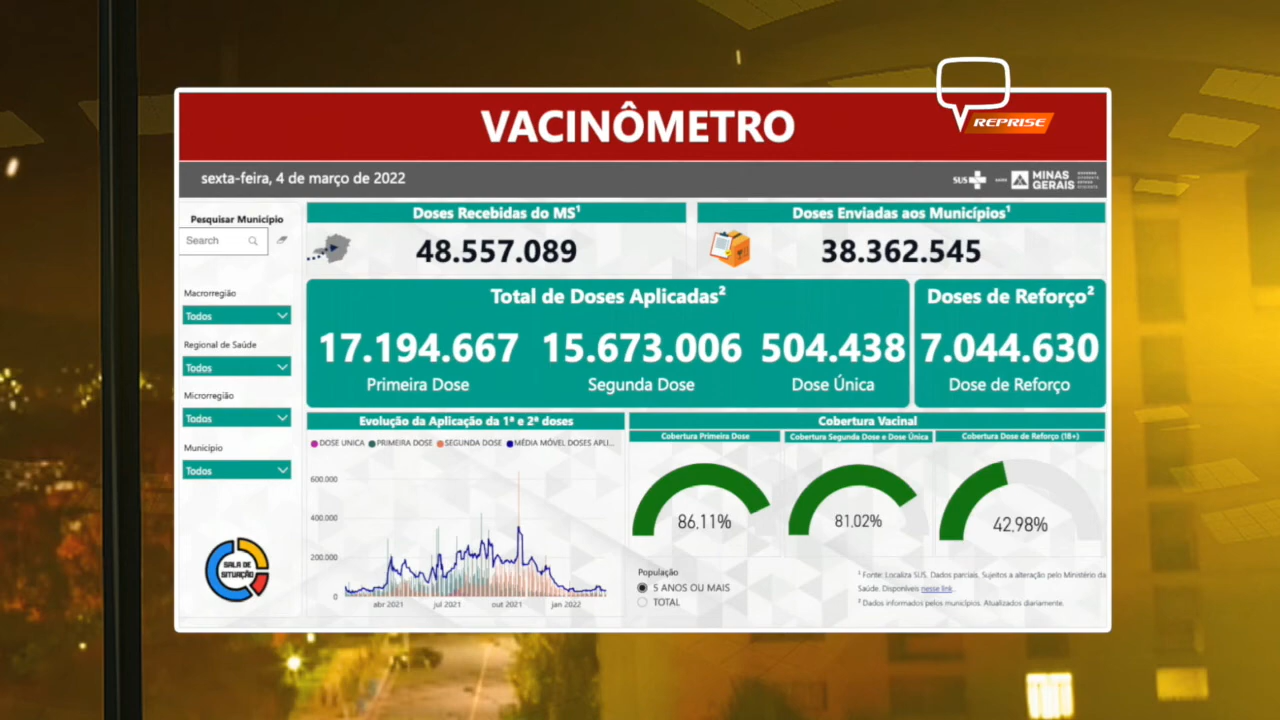 VACINÔMETRO
REPRISE
sexta-feira, 4 de março de 2022
SUS
MINAS
GERAIS
Pesquisar Município
Search
Macrorregião
Todos
Regional de Saúde
Todos
Microrregião
Todos
Município
Todos
SALA DE
SITUAÇÃO
Doses Recebidas do MS¹
48.557.089
Doses Enviadas aos Municípios¹
38.362.545
Total de Doses Aplicadas²
17.194.667 15.673.006 504.438
Primeira Dose Segunda Dose Dose Única
Doses de Reforço²
7.044.630
Dose de Reforço
Evolução da Aplicação da 1ª e 2ª doses
DOSE UNICA PRIMEIRA DOSE SEGUNDA DOSE MÉDIA MÓVEL DOSES APLI...
600.000
400.000
200.000
0
abr 2021 jul 2021 out 2021 jan 2022
Cobertura Vacinal
Cobertura Primeira Dose
86,11%
Cobertura Segunda Dose e Dose Única
81,02%
Cobertura Dose de Reforço (18+)
42,98%
População
5 ANOS OU MAIS
TOTAL
¹ Fonte: Localiza SUS. Dados parciais. Sujeitos a alteração pelo Ministério da
Saúde. Disponíveis nesse link.
² Dados informados pelos municípios. Atualizados diariamente.